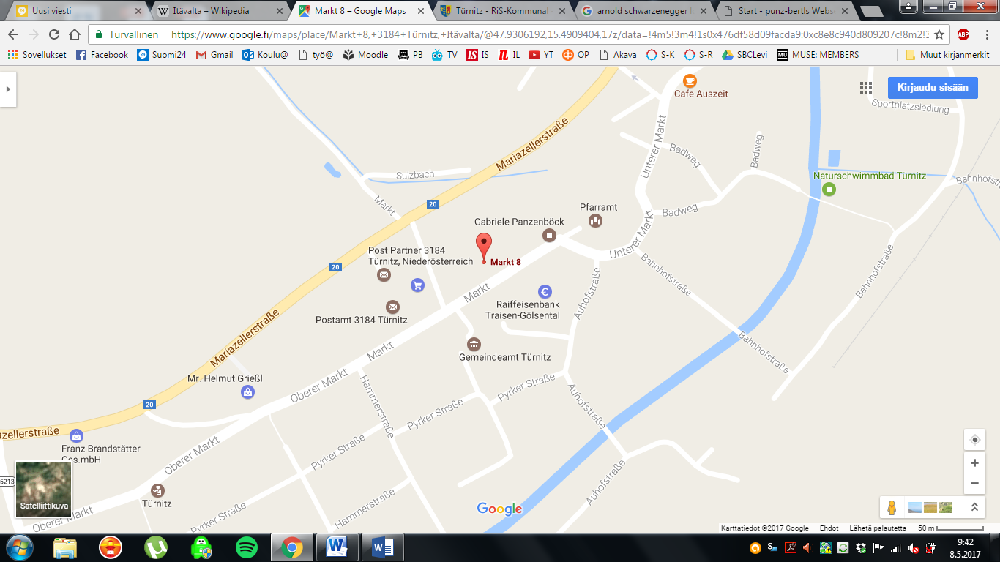 Uusi viesti
Itävalta – Wikipedia
Markt 8 – Google Maps
Türnitz - RiS-Kommunal
arnold schwarzenegger k
Start - punz-bertls Webse
Turvallinen
https://www.google.fi/maps/place/Markt+8,+3184+Türnitz,+Itävalta/@47.9306192,15.4909404,17z/data=!4m5!3m4!1s0x476df58d09facda9:0xc8e8c940d809207c!8m2!3
ABP
Sovellukset
Facebook
Suomi24
Gmail
Koulu@
työ@
Moodle
PB
TV
IS
IL
YT
OP
Akava
S-K
S-R
SBCLevi
MUSE: MEMBERS
Muut kirjanmerkit
Kirjaudu sisään
Cafe Auszeit
Sportplatzsiedlung
Mariazellerstraße
Unterer Markt
Badweg
Badweg
Sulzbach
Naturschwimmbad Türnitz
Bahnhofstraße
Markt
20
Pfarramt
Badweg
Gabriele Panzenböck
Unterer Markt
Post Partner 3184
Türnitz, Niederösterreich
Markt 8
20
Bahnhofstraße
Bahnhofstraße
Markt
Raiffeisenbank
Traisen-Gölsental
Auhofstraße
Postamt 3184 Türnitz
Mariazellerstraße
Markt
Gemeindeamt Türnitz
Bahnhofstraße
Mr. Helmut Grießl
Oberer Markt
Hammerstraße
Pyrker Straße
Pyrker Straße
Auhofstraße
20
azellerstraße
Franz Brandstätter
Ges.mbH
Oberer Markt
Pyrker Straße
5213
Satelliittikuva
Türnitz
Hammerstraße
Auhofstraße
Oberer Markt
Pyrker Straße
Google
Karttatiedot ©2017 Google
Ehdot
Lähetä palautetta
50 m
9:42
8.5.2017